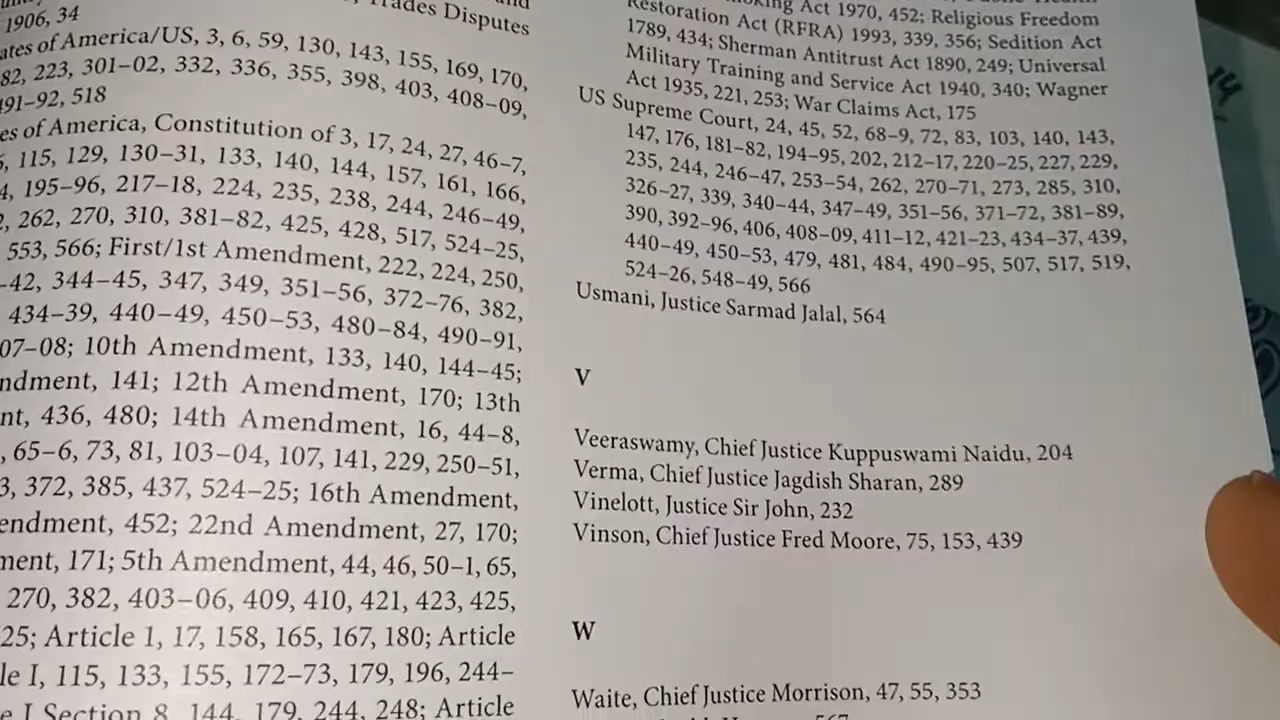 1906, 34
Trades Disputes
ates of America/US, 3, 6, 59, 130, 143, 155, 169, 170,
82, 223, 301–02, 332, 336, 355, 398, 403, 408–09,
491–92, 518
es of America, Constitution of 3, 17, 24, 27, 46–7,
115, 129, 130–31, 133, 140, 144, 157, 161, 166,
195–96, 217–18, 224, 235, 238, 244, 246–49,
262, 270, 310, 381–82, 425, 428, 517, 524–25,
553, 566; First/1st Amendment, 222, 224, 250,
–42, 344–45, 347, 349, 351–56, 372–76, 382,
434–39, 440–49, 450–53, 480–84, 490–91,
07–08; 10th Amendment, 133, 140, 144–45;
ndment, 141; 12th Amendment, 170; 13th
nt, 436, 480; 14th Amendment, 16, 44–8,
, 65–6, 73, 81, 103–04, 107, 141, 229, 250–51,
3, 372, 385, 437, 524–25; 16th Amendment,
endment, 452; 22nd Amendment, 27, 170;
ment, 171; 5th Amendment, 44, 46, 50–1, 65,
270, 382, 403–06, 409, 410, 421, 423, 425,
25; Article 1, 17, 158, 165, 167, 180; Article
le I, 115, 133, 155, 172–73, 179, 196, 244–
e I Section 8, 144, 179, 244, 248; Article
king Act 1970, 452; Religious Freedom
Restoration Act (RFRA) 1993, 339, 356; Sedition Act
1789, 434; Sherman Antitrust Act 1890, 249; Universal
Military Training and Service Act 1940, 340; Wagner
Act 1935, 221, 253; War Claims Act, 175
US Supreme Court, 24, 45, 52, 68–9, 72, 83, 103, 140, 143,
147, 176, 181–82, 194–95, 202, 212–17, 220–25, 227, 229,
235, 244, 246–47, 253–54, 262, 270–71, 273, 285, 310,
326–27, 339, 340–44, 347–49, 351–56, 371–72, 381–89,
390, 392–96, 406, 408–09, 411–12, 421–23, 434–37, 439,
440–49, 450–53, 479, 481, 484, 490–95, 507, 517, 519,
524–26, 548–49, 566
Usmani, Justice Sarmad Jalal, 564
V
Veeraswamy, Chief Justice Kuppuswami Naidu, 204
Verma, Chief Justice Jagdish Sharan, 289
Vinelott, Justice Sir John, 232
Vinson, Chief Justice Fred Moore, 75, 153, 439
W
Waite, Chief Justice Morrison, 47, 55, 353